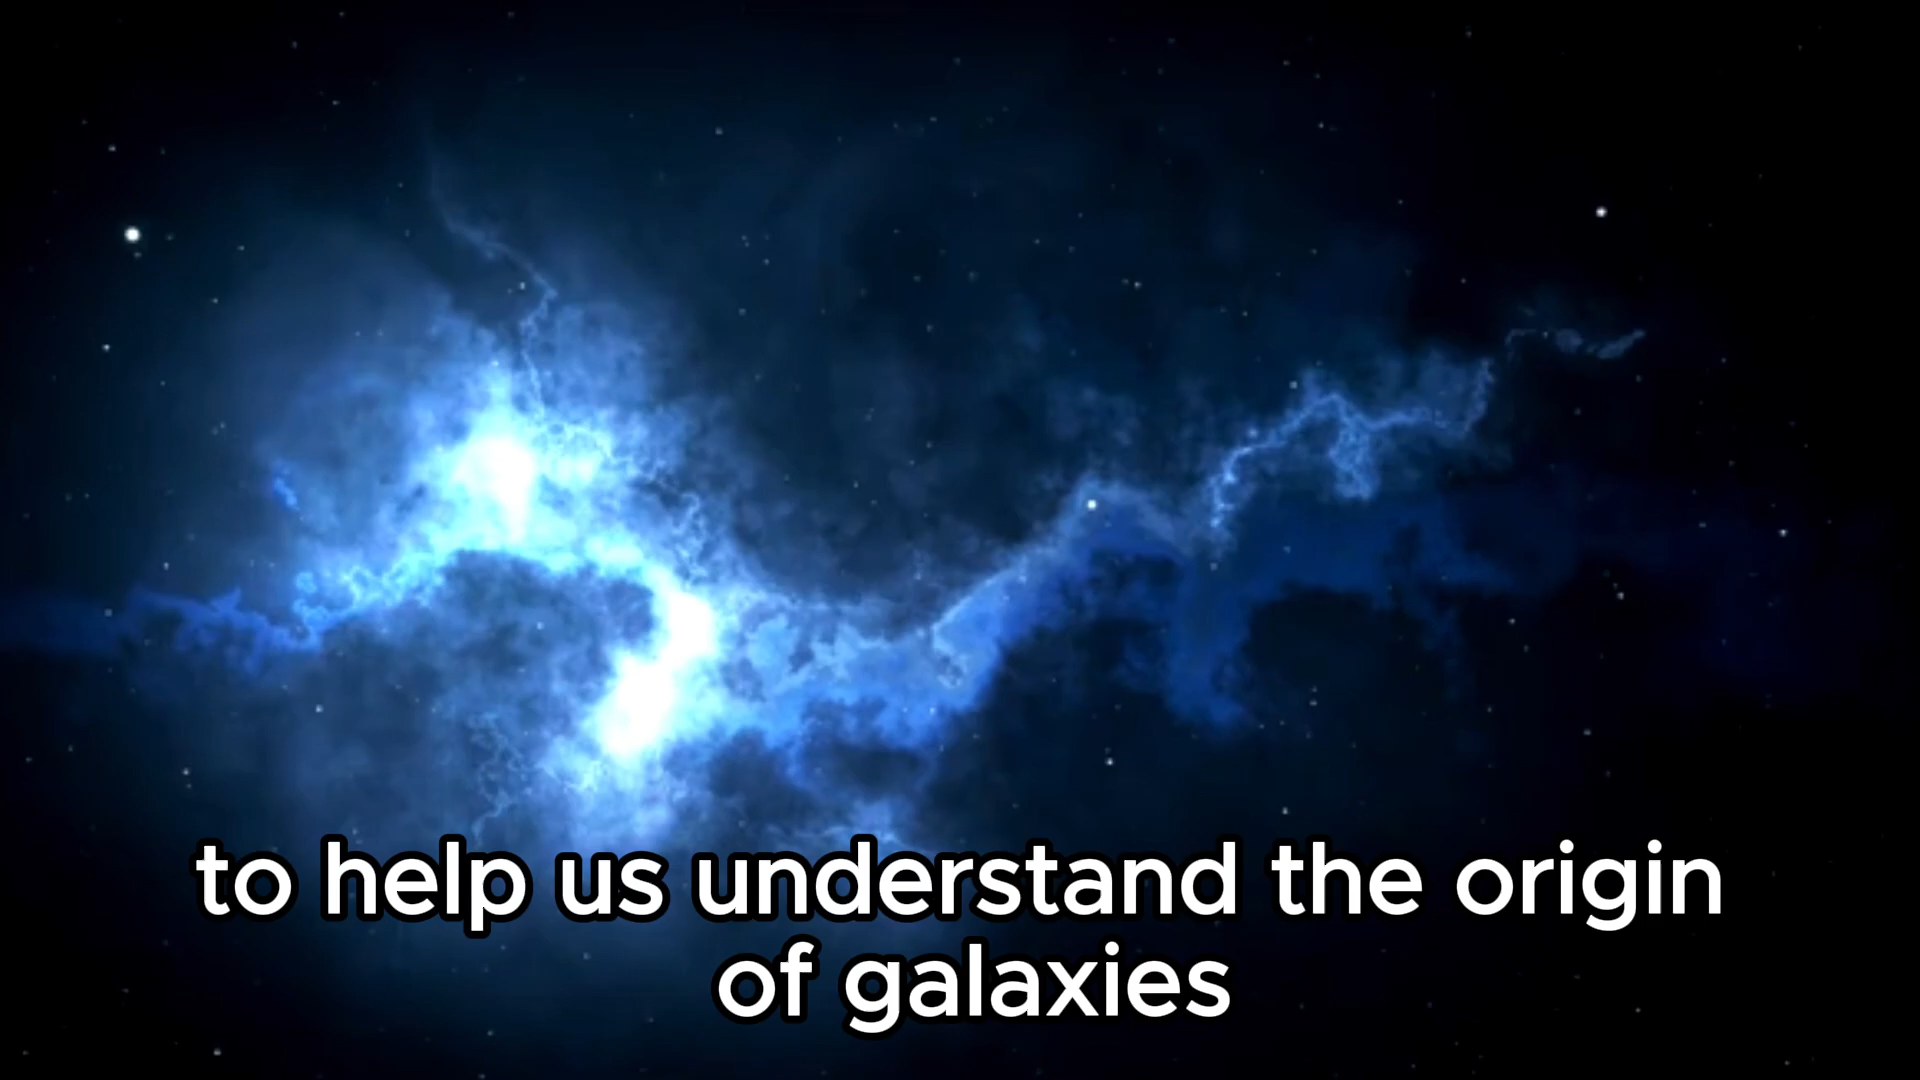 to help us understand the origin
of galaxies